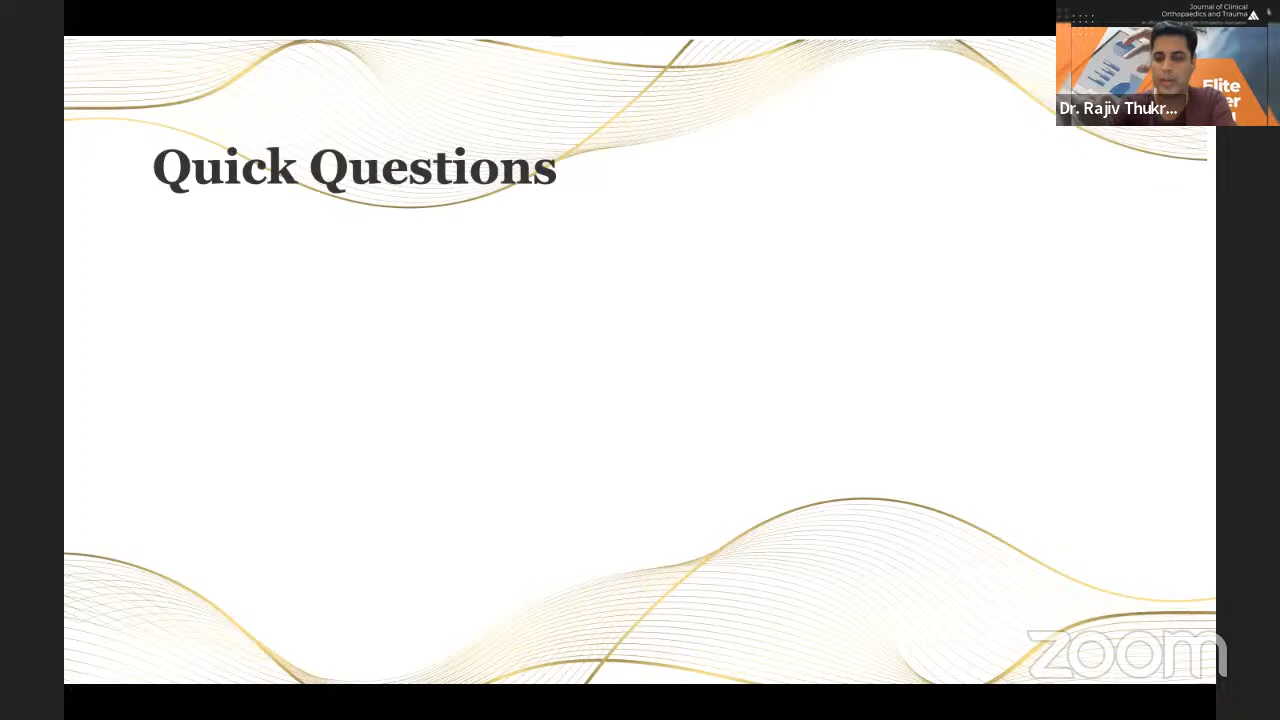 Journal of Clinical
Orthopaedics and Trauma
Elite
Dr. Rajiv Thukr...
Quick Questions
zoom